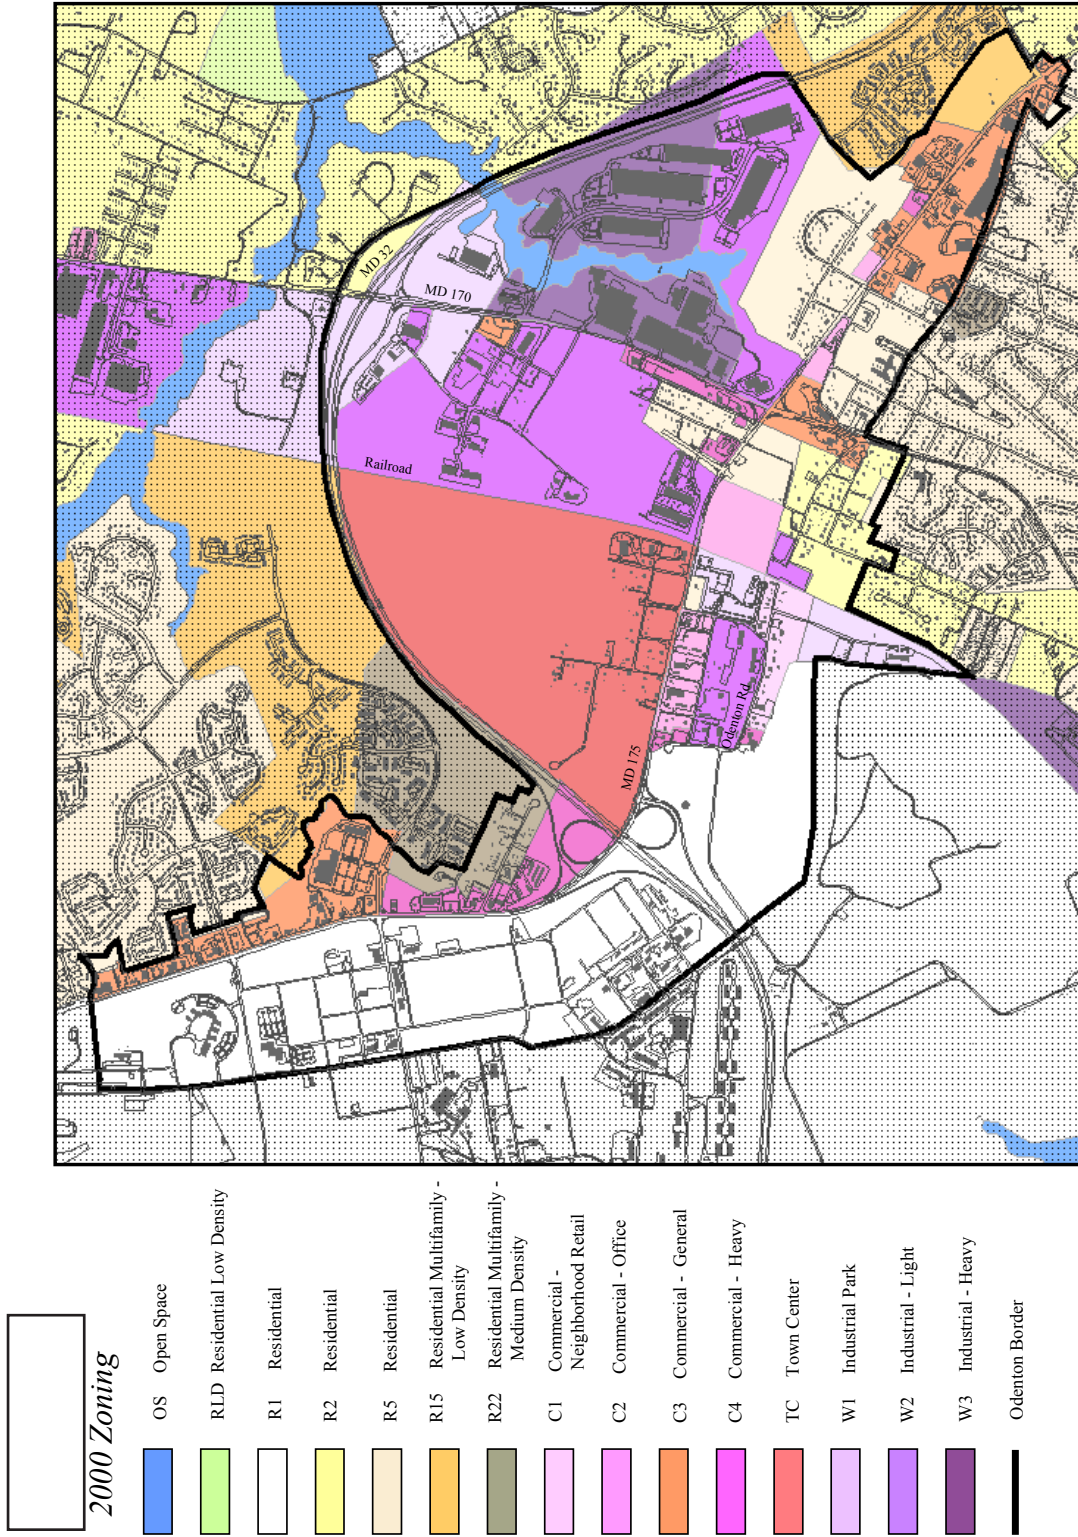 2000 Zoning
OS Open Space
RLD Residential Low Density
R1 Residential
R2 Residential
R5 Residential
R15 Residential Multifamily -
Low Density
R22 Residential Multifamily -
Medium Density
C1 Commercial -
Neighborhood Retail
C2 Commercial - Office
C3 Commercial - General
C4 Commercial - Heavy
TC Town Center
W1 Industrial Park
W2 Industrial - Light
W3 Industrial - Heavy
Odenton Border
MD 32
MD 170
Railroad
MD 175
Odenton Rd.